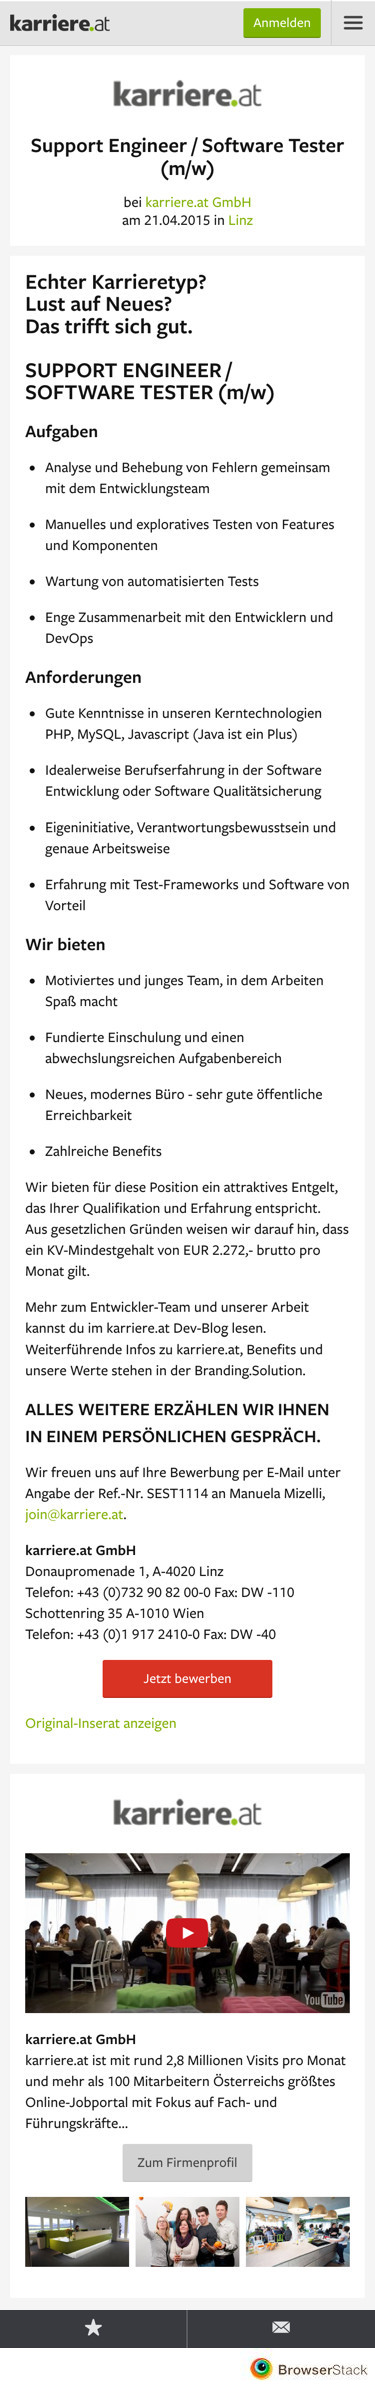 karriere.at
Anmelden
karriere.at
Support Engineer / Software Tester
(m/w)
bei karriere.at GmbH
am 21.04.2015 in Linz
Echter Karrieretyp?
Lust auf Neues?
Das trifft sich gut.
SUPPORT ENGINEER /
SOFTWARE TESTER (m/w)
Aufgaben
• Analyse und Behebung von Fehlern gemeinsam
mit dem Entwicklungsteam
• Manuelles und exploratives Testen von Features
und Komponenten
• Wartung von automatisierten Tests
• Enge Zusammenarbeit mit den Entwicklern und
DevOps
Anforderungen
• Gute Kenntnisse in unseren Kerntechnologien
PHP, MySQL, Javascript (Java ist ein Plus)
• Idealerweise Berufserfahrung in der Software
Entwicklung oder Software Qualitätsicherung
• Eigeninitiative, Verantwortungsbewusstsein und
genaue Arbeitsweise
• Erfahrung mit Test-Frameworks und Software von
Vorteil
Wir bieten
• Motiviertes und junges Team, in dem Arbeiten
Spaß macht
• Fundierte Einschulung und einen
abwechslungsreichen Aufgabenbereich
• Neues, modernes Büro - sehr gute öffentliche
Erreichbarkeit
• Zahlreiche Benefits
Wir bieten für diese Position ein attraktives Entgelt,
das Ihrer Qualifikation und Erfahrung entspricht.
Aus gesetzlichen Gründen weisen wir darauf hin, dass
ein KV-Mindestgehalt von EUR 2.272,- brutto pro
Monat gilt.
Mehr zum Entwickler-Team und unserer Arbeit
kannst du im karriere.at Dev-Blog lesen.
Weiterführende Infos zu karriere.at, Benefits und
unsere Werte stehen in der Branding.Solution.
ALLES WEITERE ERZÄHLEN WIR IHNEN
IN EINEM PERSÖNLICHEN GESPRÄCH.
Wir freuen uns auf Ihre Bewerbung per E-Mail unter
Angabe der Ref.-Nr. SEST1114 an Manuela Mizelli,
join@karriere.at.
karriere.at GmbH
Donaupromenade 1, A-4020 Linz
Telefon: +43 (0)732 90 82 00-0 Fax: DW -110
Schottenring 35 A-1010 Wien
Telefon: +43 (0)1 917 2410-0 Fax: DW -40
Jetzt bewerben
Original-Inserat anzeigen
karriere.at
YouTube
karriere.at GmbH
karriere.at ist mit rund 2,8 Millionen Visits pro Monat
und mehr als 100 Mitarbeitern Österreichs größtes
Online-Jobportal mit Fokus auf Fach- und
Führungskräfte...
Zum Firmenprofil
BrowserStack